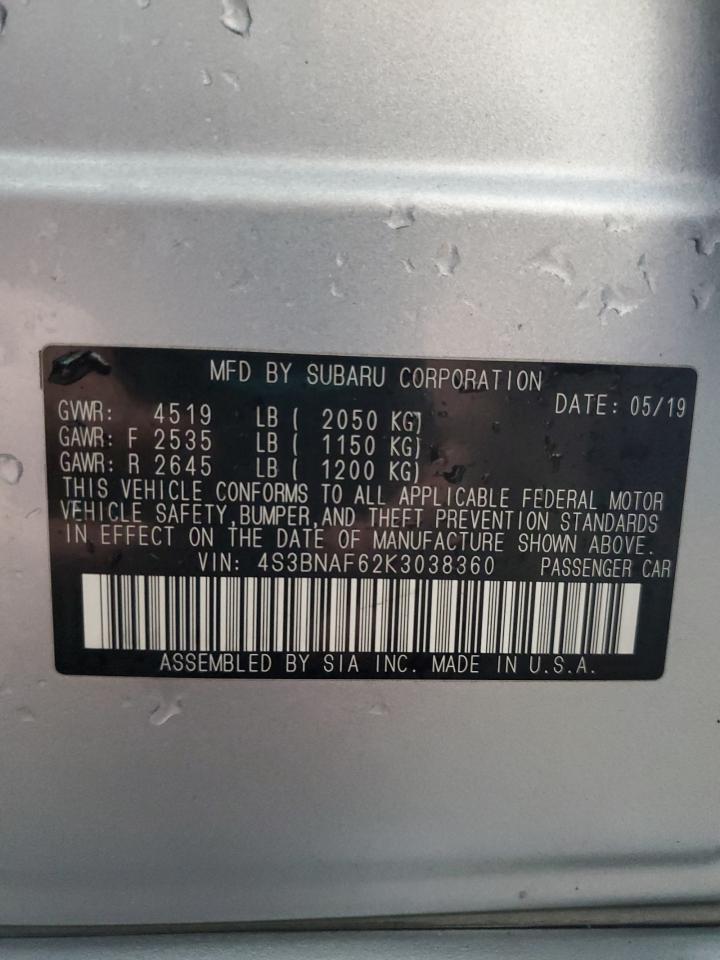 MFD BY SUBARU CORPORATION
DATE: 05/19
GVWR: 4519 LB ( 2050 KG)
GAWR: F 2535 LB ( 1150 KG)
GAWR: R 2645 LB ( 1200 KG)
THIS VEHICLE CONFORMS TO ALL APPLICABLE FEDERAL MOTOR
VEHICLE SAFETY,BUMPER,AND THEFT PREVENTION STANDARDS
IN EFFECT ON THE DATE OF MANUFACTURE SHOWN ABOVE.
VIN: 4S3BNAF62K3038360 PASSENGER CAR
ASSEMBLED BY SIA INC. MADE IN U.S.A.